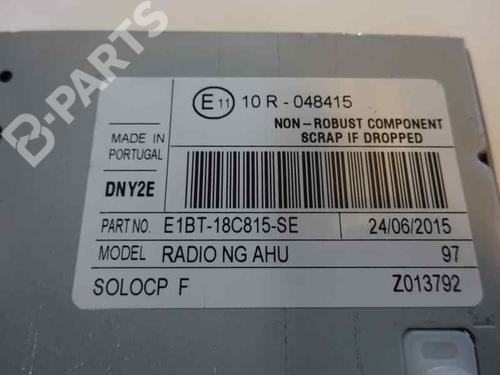 B-PARTS
E11 10 R - 048415
NON-ROBUST COMPONENT
SCRAP IF DROPPED
MADE IN
PORTUGAL
DNY2E
PART NO. E1BT-18C815-SE 24/06/2015
MODEL RADIO NG AHU 97
SOLOCP F Z013792
B-PARTS